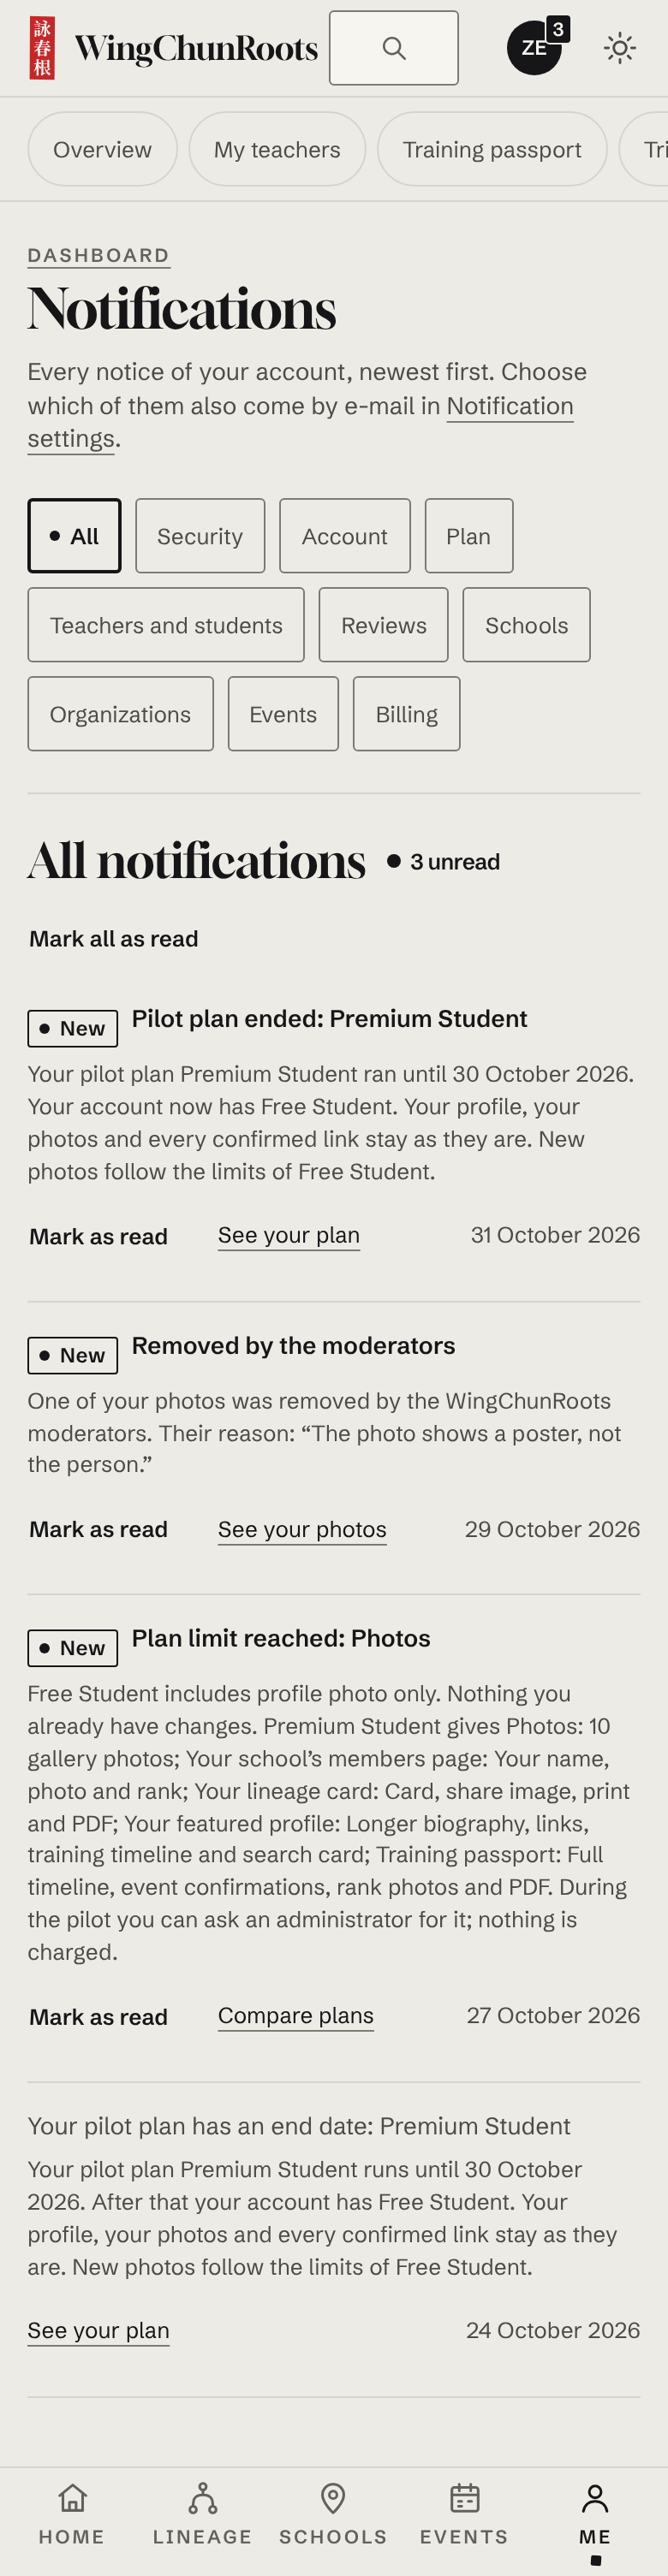 詠春根
WingChunRoots
ZE
3
Overview
My teachers
Training passport
Tri
DASHBOARD
Notifications
Every notice of your account, newest first. Choose
which of them also come by e-mail in Notification
settings.
All
Security
Account
Plan
Teachers and students
Reviews
Schools
Organizations
Events
Billing
All notifications
3 unread
Mark all as read
New
Pilot plan ended: Premium Student
Your pilot plan Premium Student ran until 30 October 2026.
Your account now has Free Student. Your profile, your
photos and every confirmed link stay as they are. New
photos follow the limits of Free Student.
Mark as read
See your plan
31 October 2026
New
Removed by the moderators
One of your photos was removed by the WingChunRoots
moderators. Their reason: “The photo shows a poster, not
the person.”
Mark as read
See your photos
29 October 2026
New
Plan limit reached: Photos
Free Student includes profile photo only. Nothing you
already have changes. Premium Student gives Photos: 10
gallery photos; Your school’s members page: Your name,
photo and rank; Your lineage card: Card, share image, print
and PDF; Your featured profile: Longer biography, links,
training timeline and search card; Training passport: Full
timeline, event confirmations, rank photos and PDF. During
the pilot you can ask an administrator for it; nothing is
charged.
Mark as read
Compare plans
27 October 2026
Your pilot plan has an end date: Premium Student
Your pilot plan Premium Student runs until 30 October
2026. After that your account has Free Student. Your
profile, your photos and every confirmed link stay as they
are. New photos follow the limits of Free Student.
See your plan
24 October 2026
HOME
LINEAGE
SCHOOLS
EVENTS
ME